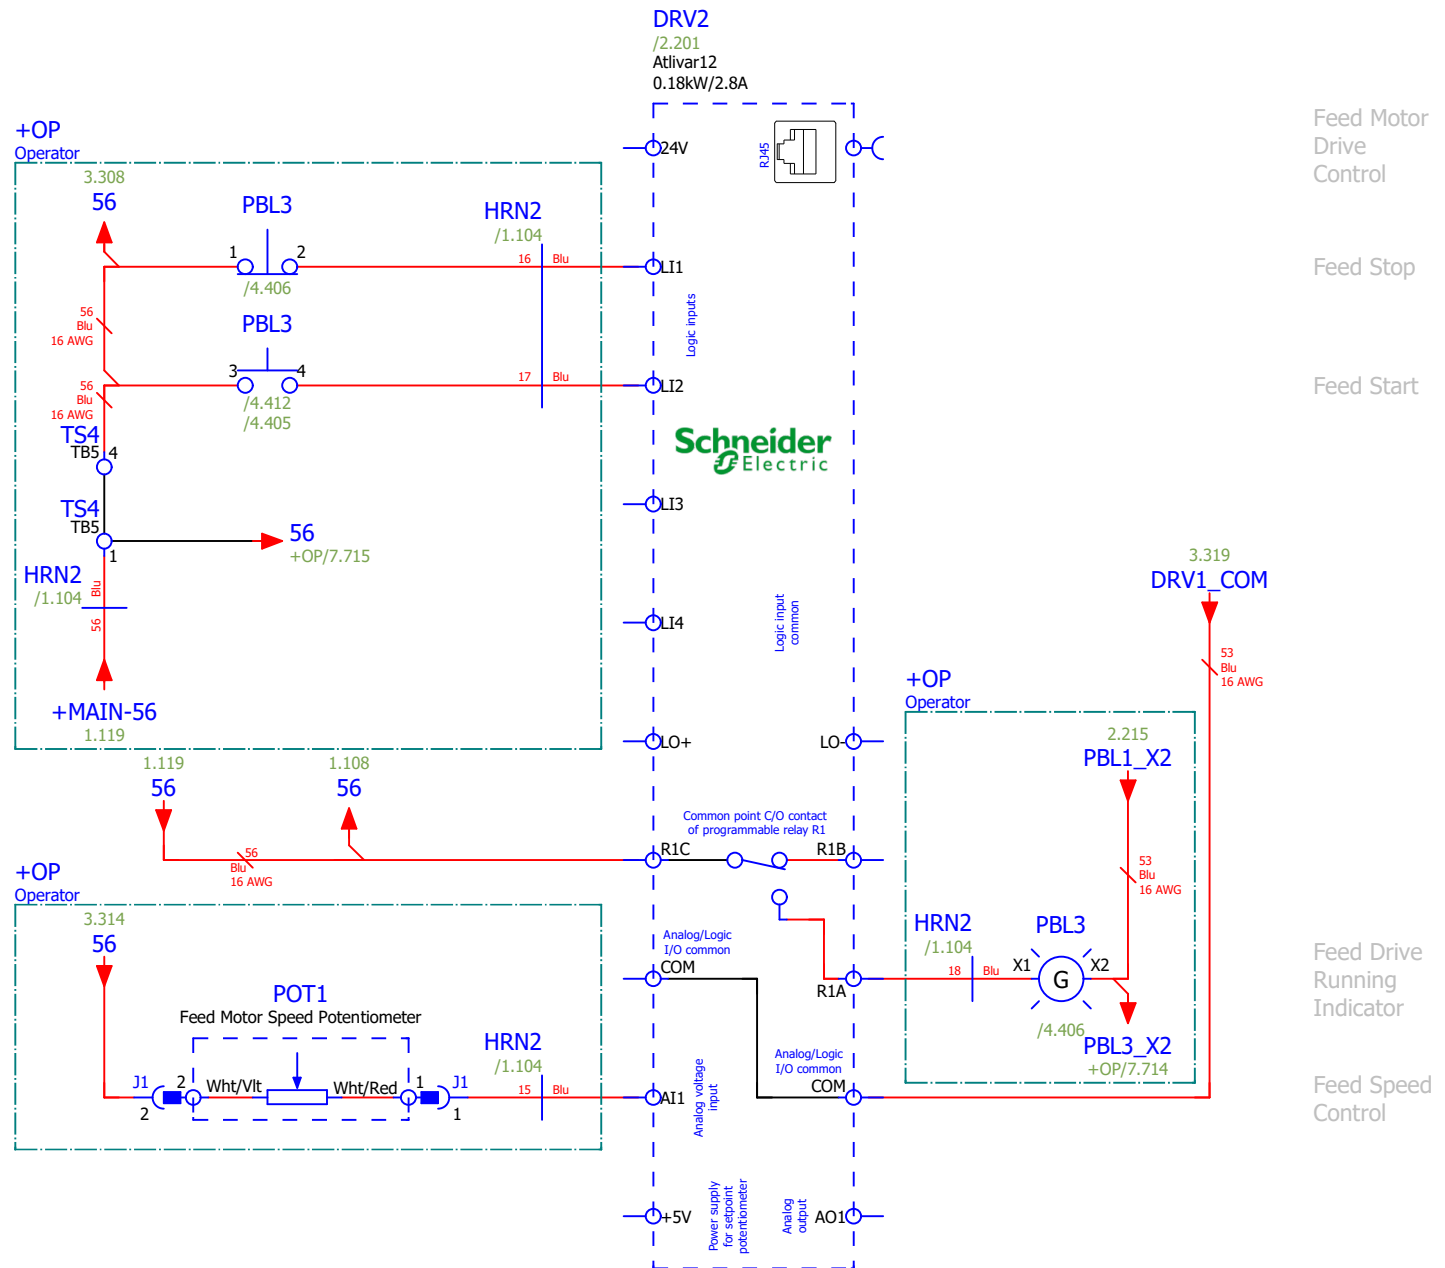 DRV2
/2.201
Atlivar12
0.18kW/2.8A
Feed Motor
Drive
Control
+OP
Operator
24V
RJ45
3.308
56
PBL3
HRN2
/1.104
1
2
16
Blu
LI1
Feed Stop
/4.406
56
Blu
16 AWG
PBL3
Logic inputs
3
4
17
Blu
LI2
Feed Start
56
Blu
16 AWG
/4.412
/4.405
TS4
TB5
4
Schneider
Electric
TS4
TB5
1
LI3
56
+OP/7.715
HRN2
/1.104
Blu
56
LI4
Logic input
common
3.319
DRV1_COM
53
Blu
16 AWG
+MAIN-56
1.119
+OP
Operator
LO+
LO-
2.215
PBL1_X2
1.119
56
1.108
56
Common point C/O contact
of programmable relay R1
56
Blu
16 AWG
R1C
R1B
53
Blu
16 AWG
+OP
Operator
3.314
56
HRN2
/1.104
PBL3
Analog/Logic
I/O common
COM
R1A
18
Blu
X1
G
X2
Feed Drive
Running
Indicator
POT1
Feed Motor Speed Potentiometer
/4.406
PBL3_X2
+OP/7.714
HRN2
/1.104
Analog/Logic
I/O common
J1
2
2
Wht/Vlt
Wht/Red
1
J1
1
15
Blu
AI1
Analog voltage
input
COM
Feed Speed
Control
+5V
Power supply
for setpoint
potentiometer
Analog
output
AO1